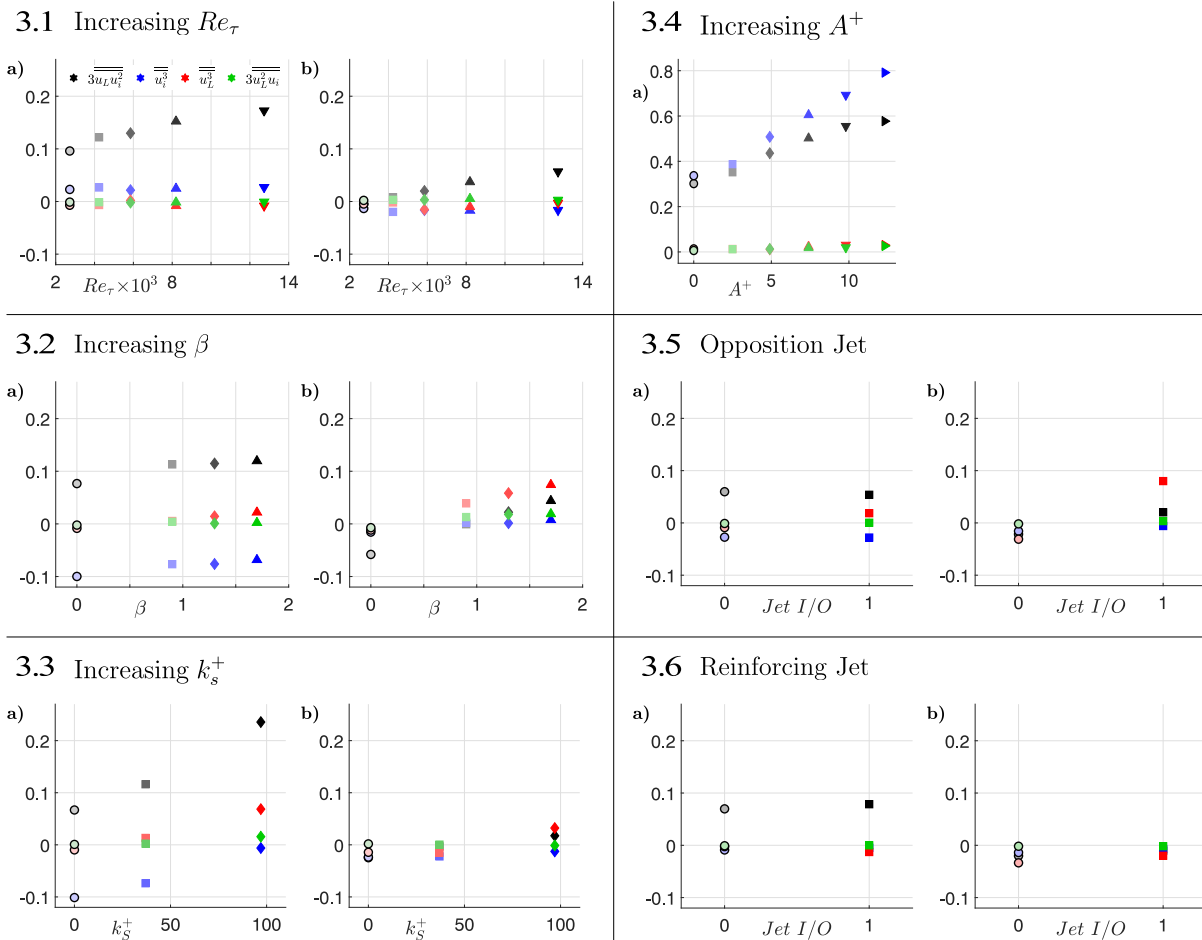 3.1 Increasing Re_τ
a) b)
3u_L u_i^2 u_i^3 u_L^3 3u_L^2 u_i
0.2 0.2
0.1 0.1
0 0
-0.1 -0.1
2 Re_τ×10^3 8 14 2 Re_τ×10^3 8 14
3.4 Increasing A^+
a)
0.8
0.6
0.4
0.2
0
0 A^+ 5 10
3.2 Increasing β
a) b)
0.2 0.2
0.1 0.1
0 0
-0.1 -0.1
0 β 1 2 0 β 1 2
3.5 Opposition Jet
a) b)
0.2 0.2
0.1 0.1
0 0
-0.1 -0.1
0 Jet I/O 1 0 Jet I/O 1
3.3 Increasing k_s^+
a) b)
0.2 0.2
0.1 0.1
0 0
-0.1 -0.1
0 k_S^+ 50 100 0 k_S^+ 50 100
3.6 Reinforcing Jet
a) b)
0.2 0.2
0.1 0.1
0 0
-0.1 -0.1
0 Jet I/O 1 0 Jet I/O 1